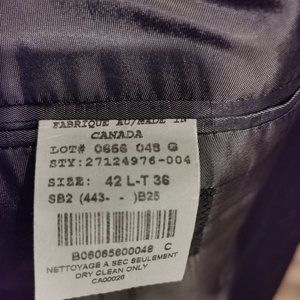 FABRIQUE AU/MADE IN
CANADA
LOT# 0866 048 G
STY:27124976-004
SIZE: 42 L-T 36
SB2 (443- - )B25
B06065600048 C
NETTOYAGE A SEC SEULEMENT
DRY CLEAN ONLY
CA00026